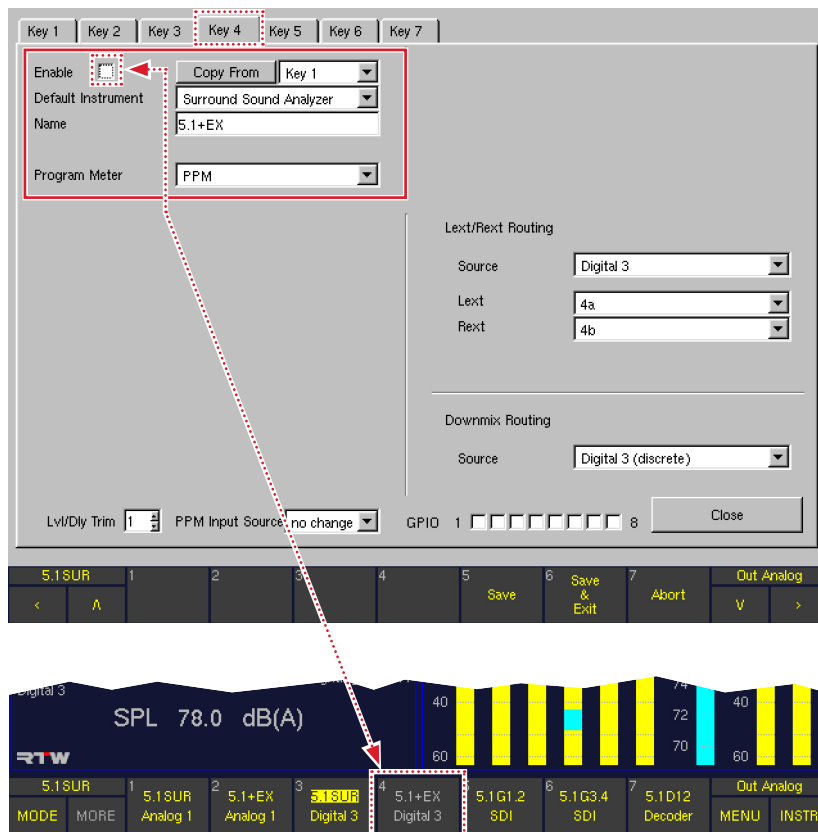 Key 1 Key 2 Key 3 Key 4 Key 5 Key 6 Key 7
Enable Copy From Key 1
Default Instrument Surround Sound Analyzer
Name 5.1+EX
Program Meter PPM
Lext/Rext Routing
Source Digital 3
Lext 4a
Rext 4b
Downmix Routing
Source Digital 3 (discrete)
Lvl/Dly Trim 1 PPM Input Source no change GPIO 1 8 Close
5.1SUR 1 2 3 4 5 Save 6 Save & Exit 7 Abort Out Analog
< Λ V >
Digital 3
SPL 78.0 dB(A)
40 60 74 72 70 40 60
RTW
5.1SUR 1 5.1SUR 2 5.1+EX 3 5.1SUR 4 5.1+EX 5.1G1.2 6 5.1G3.4 7 5.1D12 Out Analog
MODE MORE Analog 1 Analog 1 Digital 3 Digital 3 SDI SDI Decoder MENU INSTR